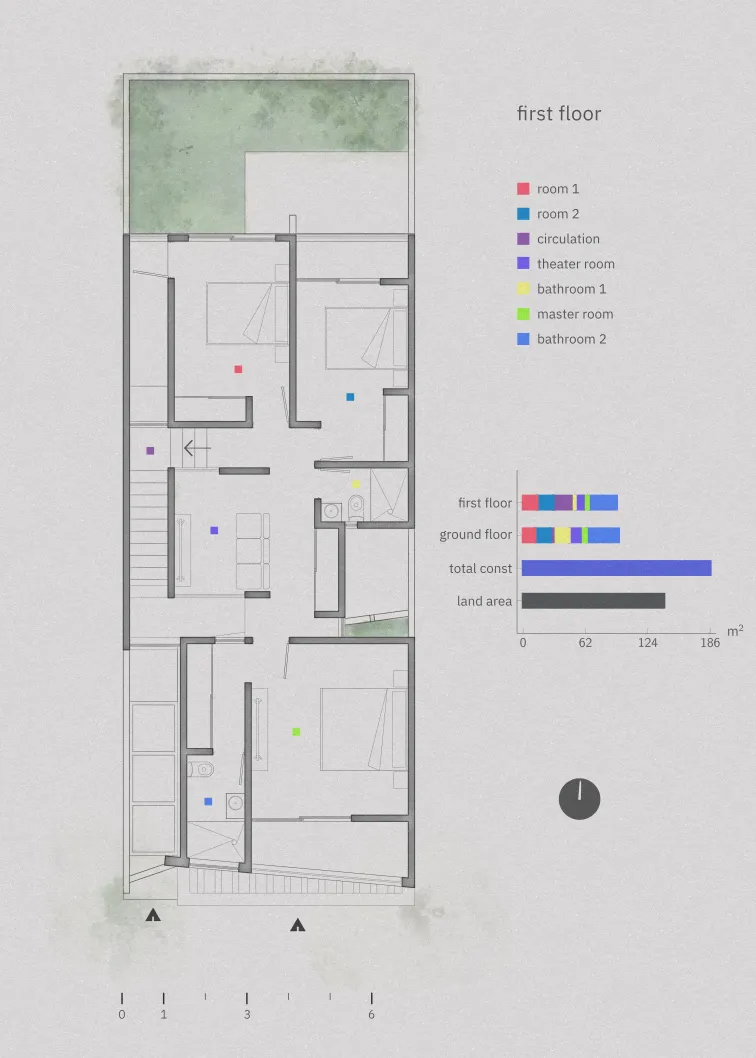 first floor
room 1
room 2
circulation
theater room
bathroom 1
master room
bathroom 2
first floor
ground floor
total const
land area
0 62 124 186 m²
0 1 3 6